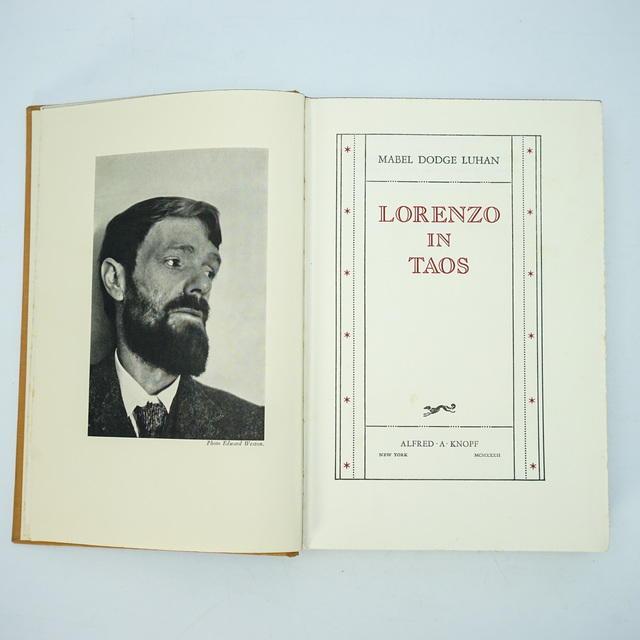 Photo Edward Weston.
MABEL DODGE LUHAN
LORENZO
IN
TAOS
ALFRED · A · KNOPF
NEW YORK MCMXXXII